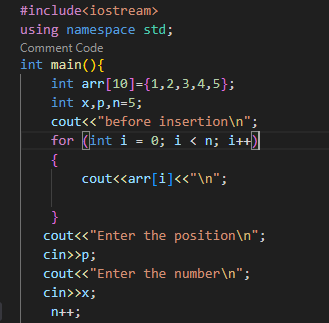 #include<iostream>
using namespace std;
Comment Code
int main(){
int arr[10]={1,2,3,4,5};
int x,p,n=5;
cout<<"before insertion\n";
for (int i = 0; i < n; i++)
{
cout<<arr[i]<<"\n";
}
cout<<"Enter the position\n";
cin>>p;
cout<<"Enter the number\n";
cin>>x;
n++;